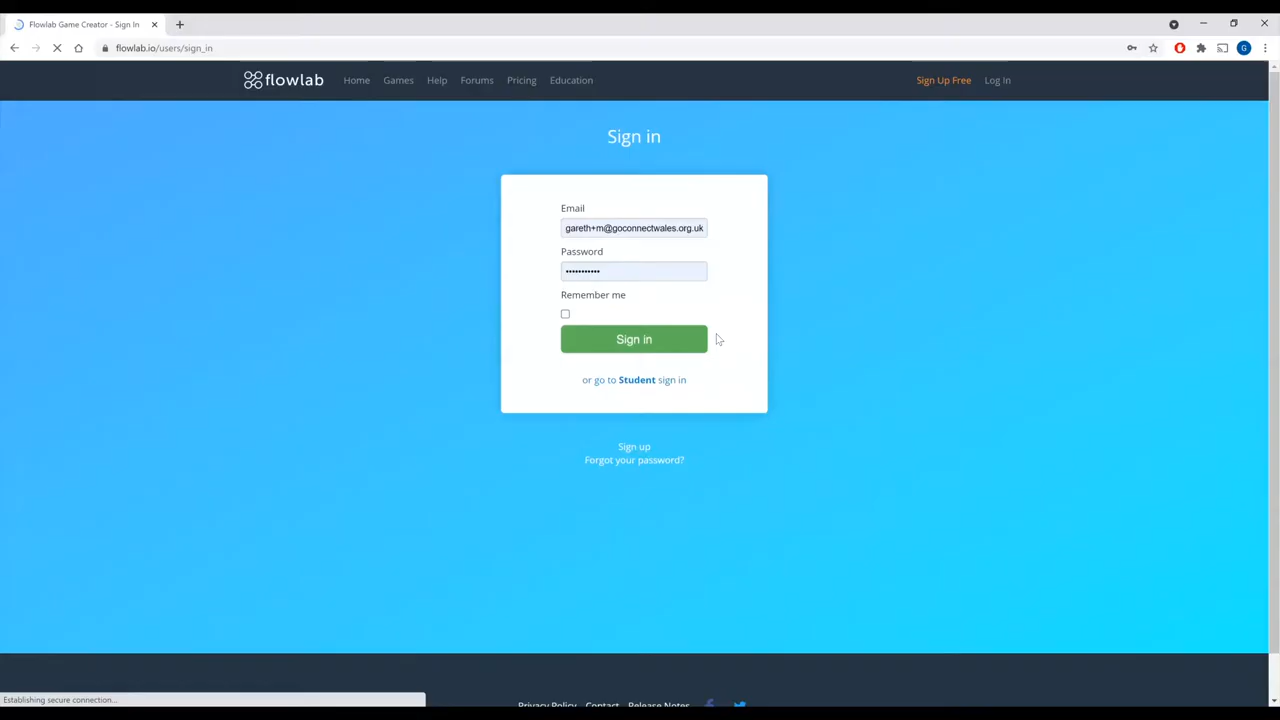 Flowlab Game Creator - Sign In
flowlab.io/users/sign_in
G
flowlab Home Games Help Forums Pricing Education Sign Up Free Log In
Sign in
Email
gareth+m@goconnectwales.org.uk
Password
•••••••••••
Remember me
Sign in
or go to Student sign in
Sign up
Forgot your password?
Establishing secure connection...
Privacy Policy Contact Release Notes